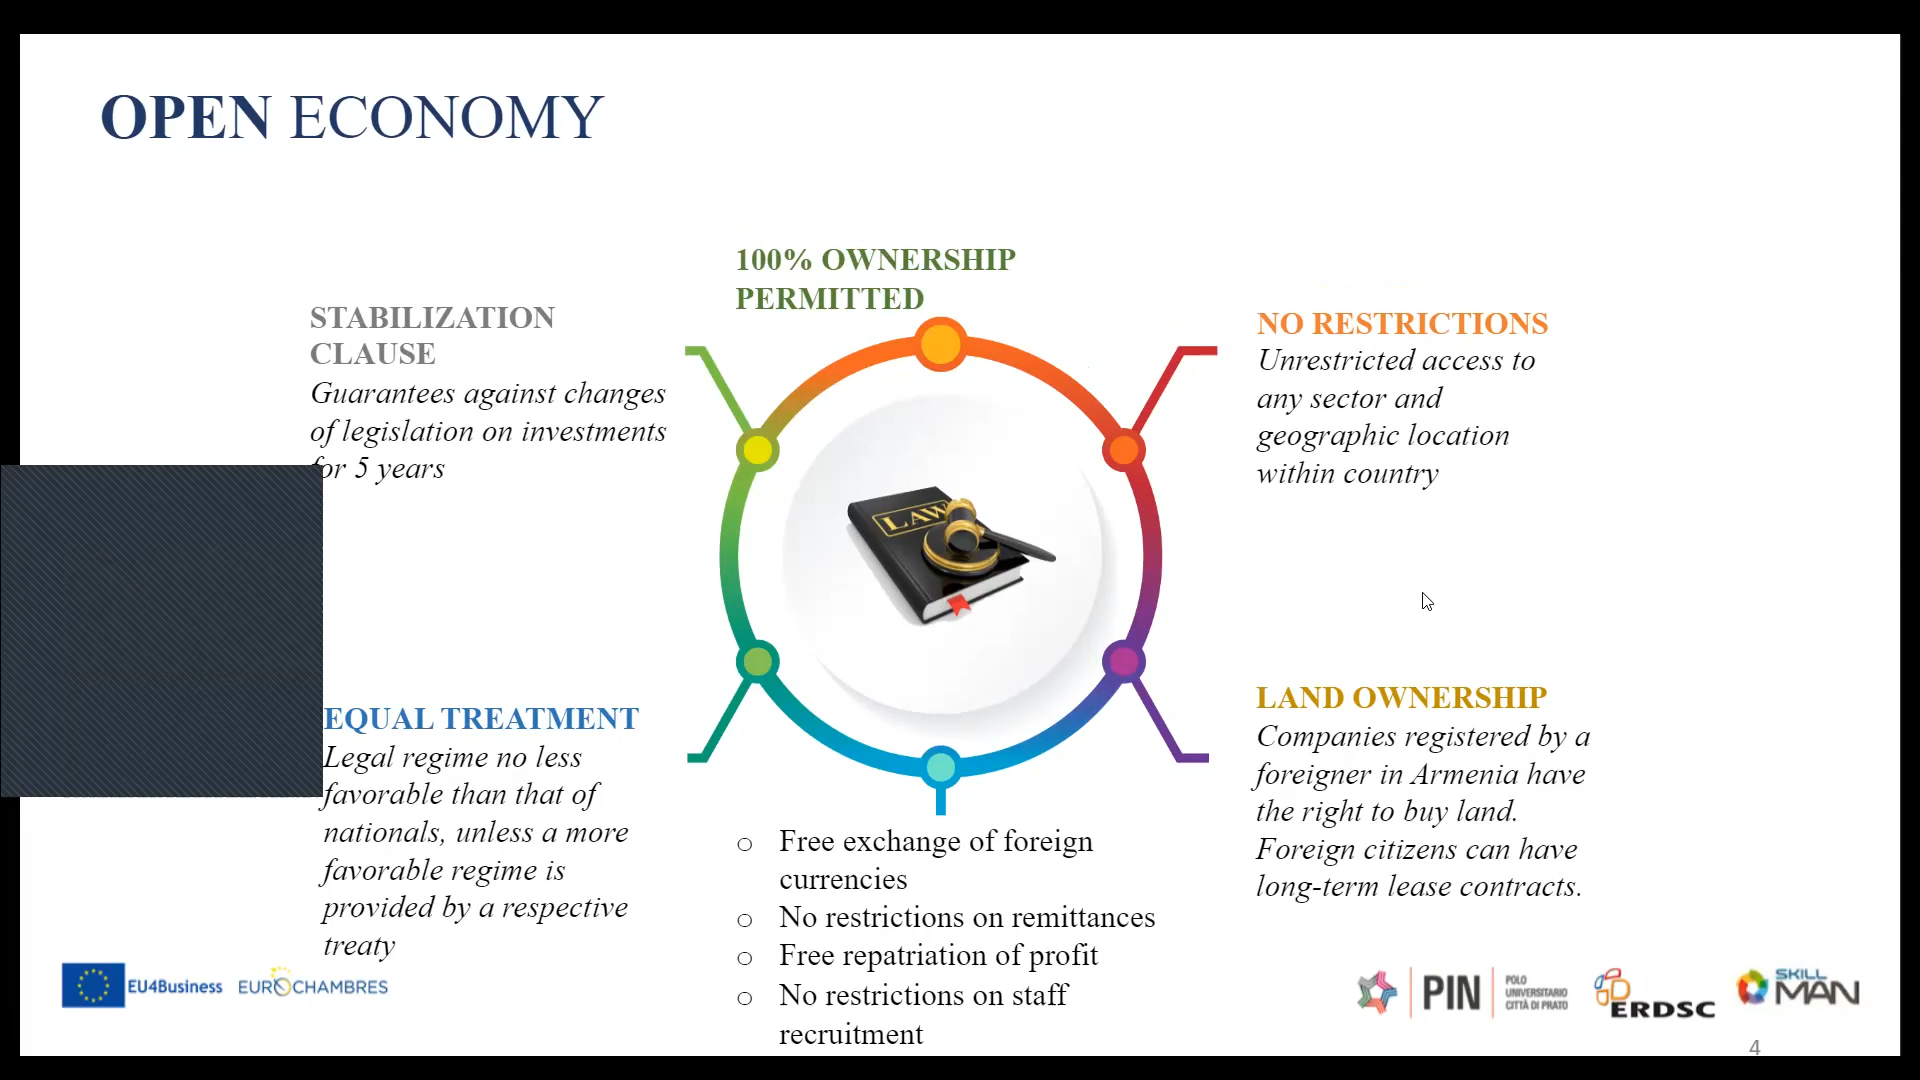 OPEN ECONOMY
100% OWNERSHIP
PERMITTED
STABILIZATION
CLAUSE
Guarantees against changes
of legislation on investments
for 5 years
NO RESTRICTIONS
Unrestricted access to
any sector and
geographic location
within country
LAW
EQUAL TREATMENT
Legal regime no less
favorable than that of
nationals, unless a more
favorable regime is
provided by a respective
treaty
LAND OWNERSHIP
Companies registered by a
foreigner in Armenia have
the right to buy land.
Foreign citizens can have
long-term lease contracts.
o Free exchange of foreign
currencies
o No restrictions on remittances
o Free repatriation of profit
o No restrictions on staff
recruitment
EU4Business
EUROCHAMBRES
PIN
POLO
UNIVERSITARIO
CITTÀ DI PRATO
ERDSC
SKILL
MAN
4